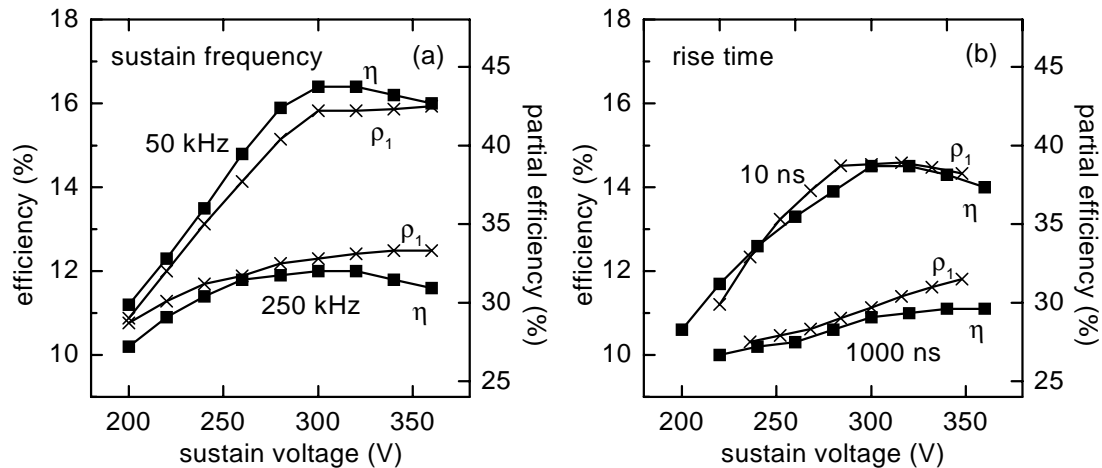 sustain frequency
(a)
18
16
14
12
10
efficiency (%)
50 kHz
η
ρ1
ρ1
250 kHz
η
45
40
35
30
25
partial efficiency (%)
200
250
300
350
sustain voltage (V)
rise time
(b)
18
16
14
12
10
efficiency (%)
10 ns
ρ1
η
ρ1
1000 ns
η
45
40
35
30
25
partial efficiency (%)
200
250
300
350
sustain voltage (V)